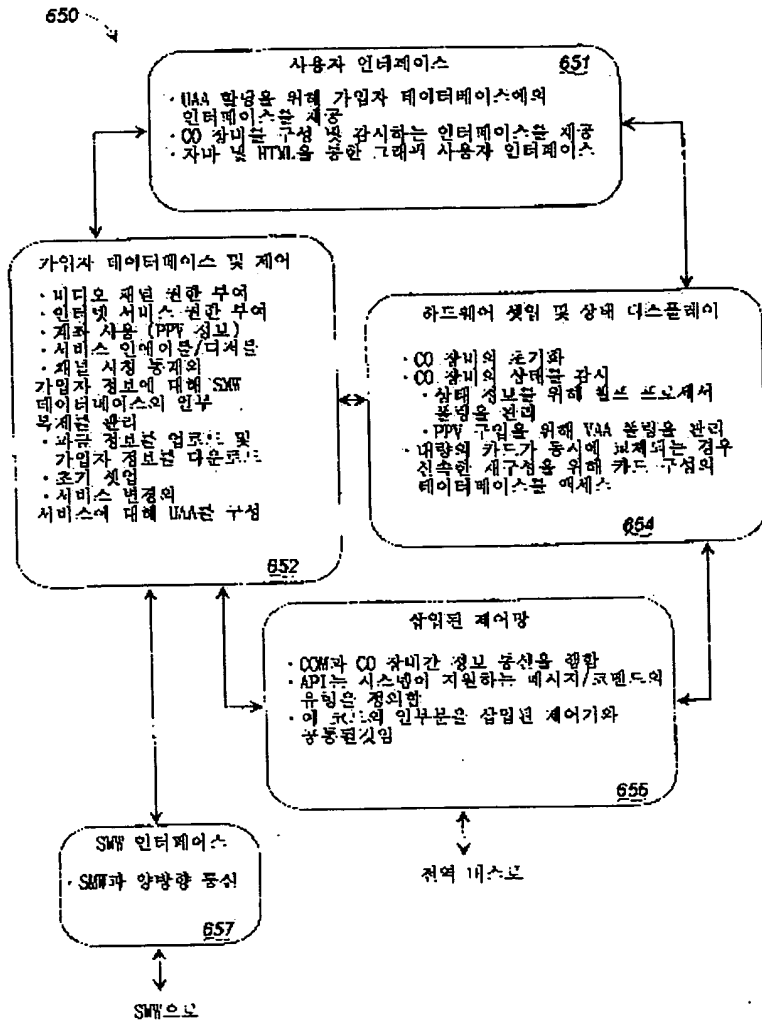 650
사용자 인터페이스 651
· UAA 할당을 위해 가입자 데이터베이스에의
인터페이스를 제공
· CO 장비를 구성 및 감시하는 인터페이스를 제공
· 자바 및 HTML을 통한 그래픽 사용자 인터페이스
가입자 데이터베이스 및 제어
· 비디오 채널 권한 부여
· 인터넷 서비스 권한 부여
· 계좌 사용 (PPV 정보)
· 서비스 인에이블/디저블
· 채널 시청 통제의
가입자 정보에 대해 SMW
데이터베이스의 일부
복제를 관리
· 과금 정보를 업로드 및
가입자 정보를 다운로드
· 초기 셋업
· 서비스 변경의
서비스에 대해 UAA를 구성
652
하드웨어 셋업 및 상태 디스플레이
· CO 장비의 초기화
· CO 장비의 상태를 감시
· 상태 정보를 위해 쉘프 프로세서
폴링을 관리
· PPV 구입을 위해 UAA 폴링을 관리
· 대량의 카드가 동시에 교체되는 경우
신속한 재구성을 위해 카드 구성의
데이터베이스를 액세스
654
삽입된 제어망
· COM과 CO 장비간 정보 통신을 행함
· API는 시스템이 지원하는 메시지/코멘드의
유형을 정의함
· 이 코드의 일부분을 삽입된 제어기와
공통된것임
656
SMW 인터페이스
· SMW과 양방향 통신
657
전역 버스로
SMW으로